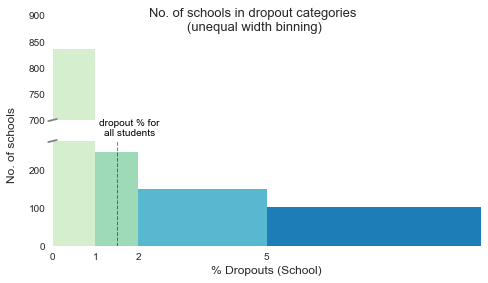 No. of schools in dropout categories
(unequal width binning)
900
850
800
750
700
dropout % for
all students
No. of schools
200
100
0
0 1 2 5
% Dropouts (School)